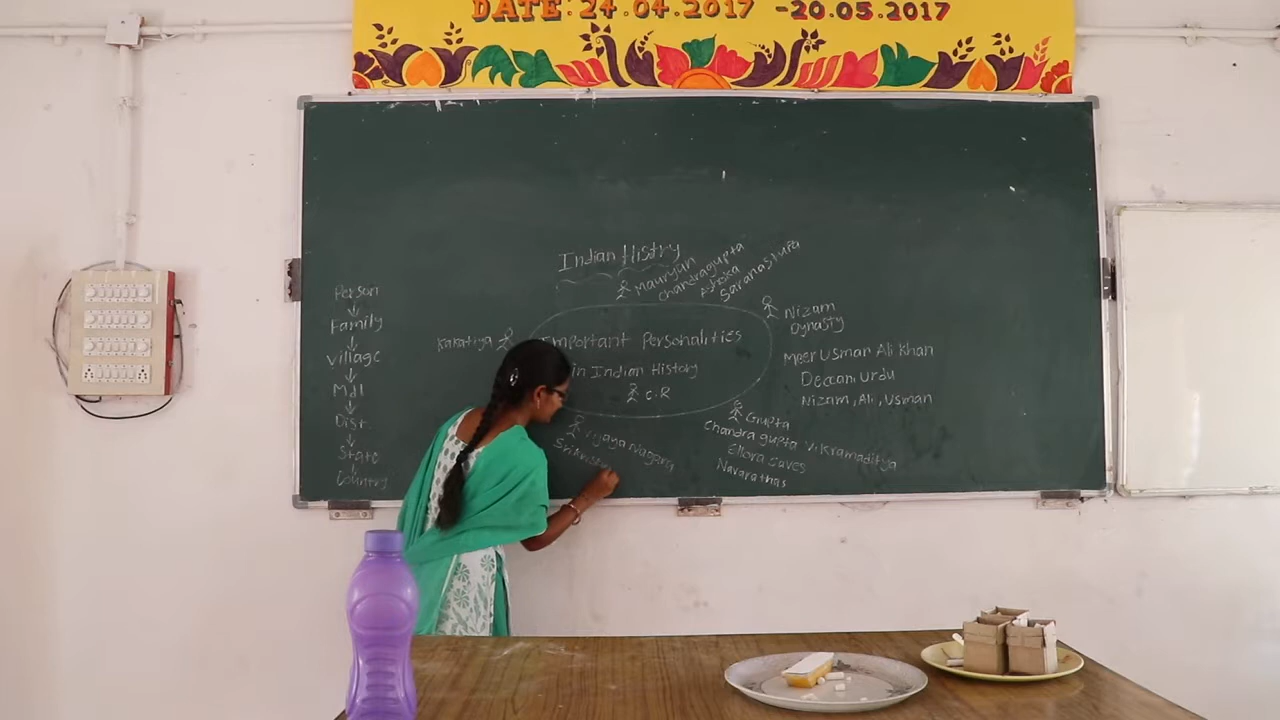 DATE: 24.04.2017 -20.05.2017
Indian Histry
Mauryan
Chandragupta
Ashoka
Saranastupa
Person
Family
Village
Mdl
Dist.
State
Country
Kakatiya
Important Personalities
in Indian History
C.R
Nizam
Dynasty
Meer Usman Ali Khan
Deccani Urdu
Nizam, Ali, Usman
Gupta
Chandra gupta Vikramaditya
Ellora Caves
Navarathas
Vijaya Nagara